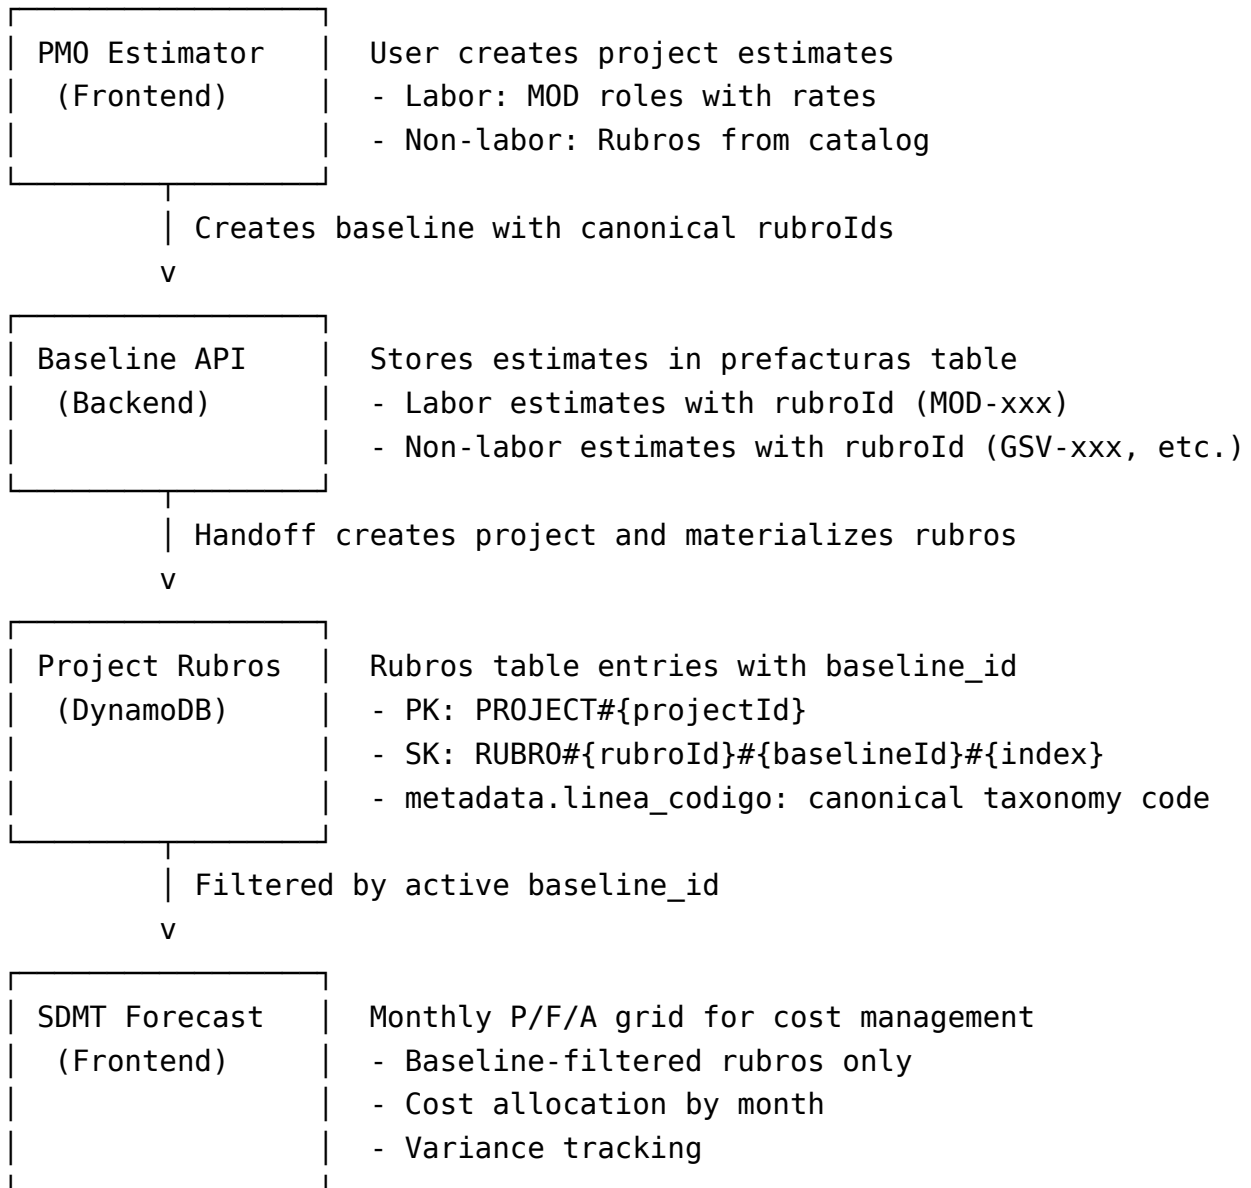 PMO Estimator User creates project estimates
(Frontend) - Labor: MOD roles with rates
- Non-labor: Rubros from catalog
Creates baseline with canonical rubroIds
v
Baseline API Stores estimates in prefacturas table
(Backend) - Labor estimates with rubroId (MOD-xxx)
- Non-labor estimates with rubroId (GSV-xxx, etc.)
Handoff creates project and materializes rubros
v
Project Rubros Rubros table entries with baseline_id
(DynamoDB) - PK: PROJECT#{projectId}
- SK: RUBRO#{rubroId}#{baselineId}#{index}
- metadata.linea_codigo: canonical taxonomy code
Filtered by active baseline_id
v
SDMT Forecast Monthly P/F/A grid for cost management
(Frontend) - Baseline-filtered rubros only
- Cost allocation by month
- Variance tracking